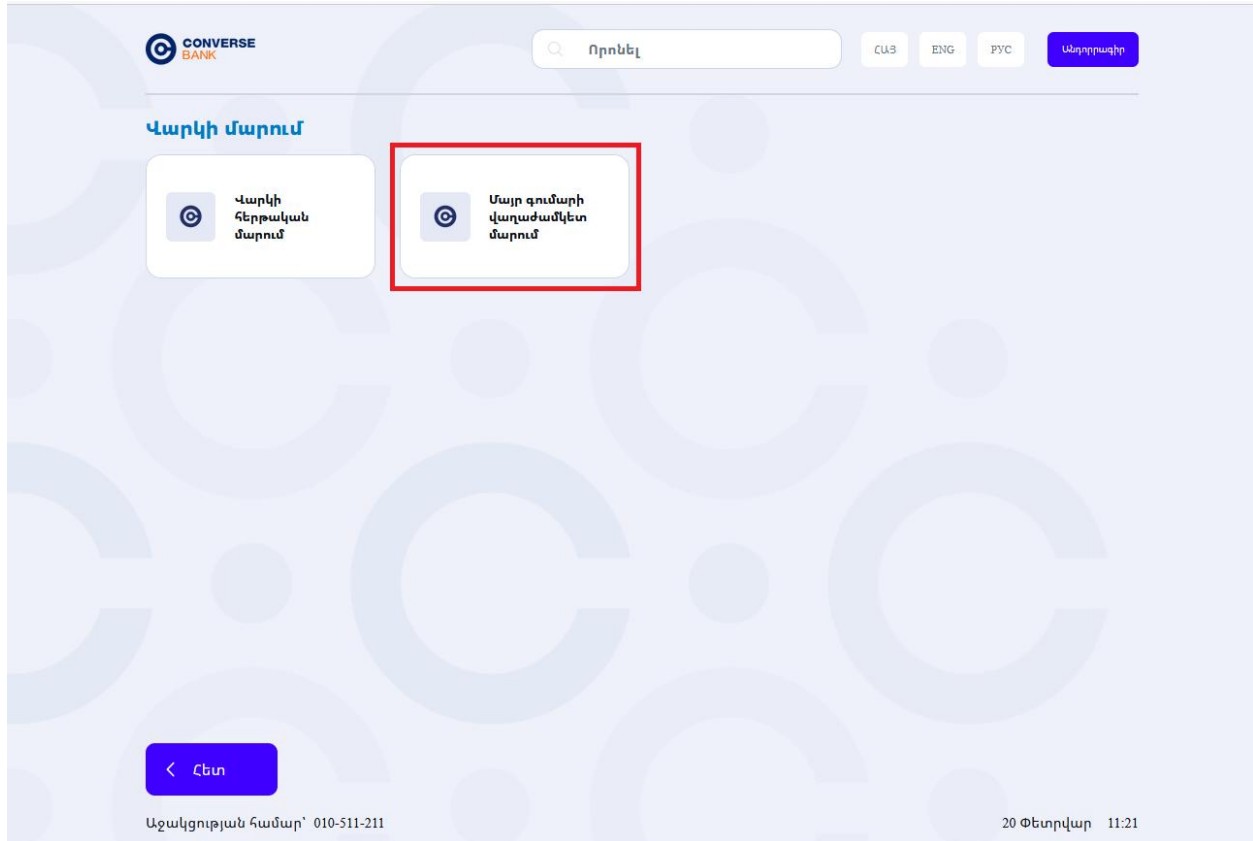 CONVERSE
BANK
Որոնել
ՀԱՅ
ENG
РУС
Անդորրագիր
Վարկի մարում
Վարկի
հերթական
մարում
Մայր գումարի
վաղաժամկետ
մարում
Հետ
Աջակցության համար՝ 010-511-211
20 Փետրվար 11:21